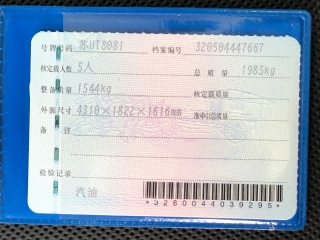 号牌号码 苏UT8081 档案编号 320504447667
核定载人数 5人 总质量 1985kg
整备质量 1544kg 核定载质量
外廓尺寸 4310×1822×1616mm 准牵引总质量
备注
检验记录
汽油
*3280044039295*